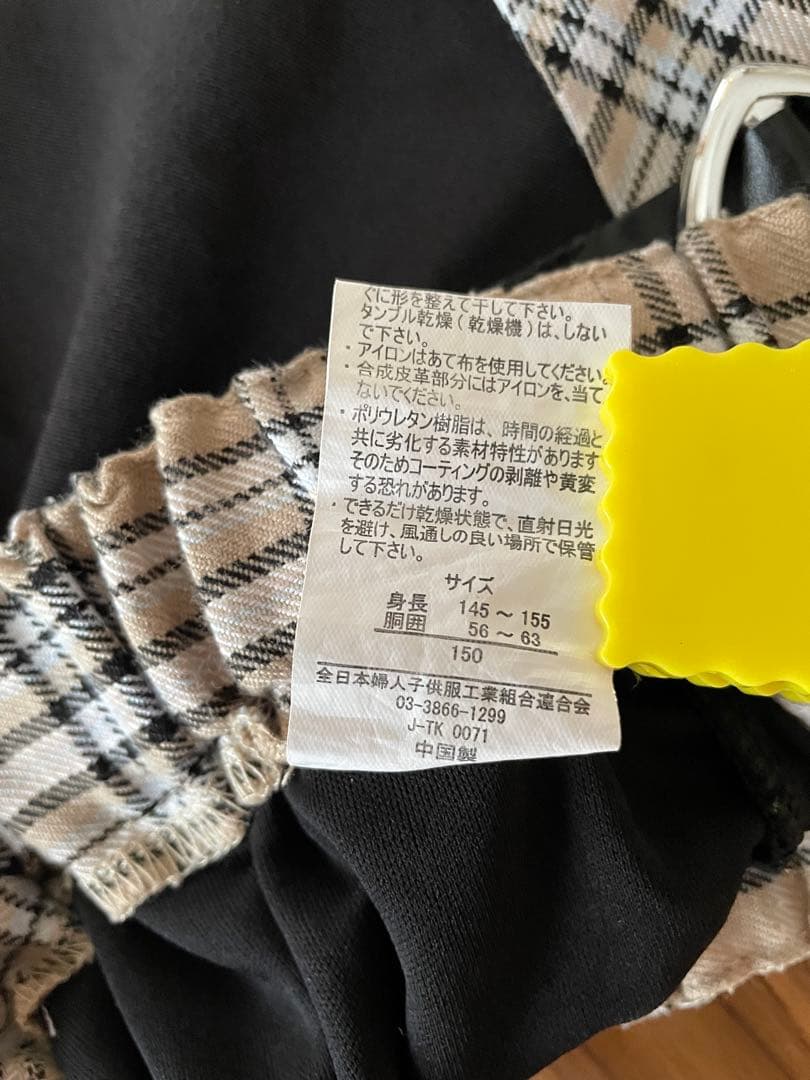 ぐに形を整えて干して下さい。
タンブル乾燥(乾燥機)は、しない
で下さい。
・アイロンはあて布を使用してください。
・合成皮革部分にはアイロンを、当て
ないでください。
・ポリウレタン樹脂は、時間の経過と
共に劣化する素材特性があります
そのためコーティングの剥離や黄変
する恐れがあります。
・できるだけ乾燥状態で、直射日光
を避け、風通しの良い場所で保管
して下さい。
サイズ
身長 145 ~ 155
胴囲 56 ~ 63
150
全日本婦人子供服工業組合連合会
03-3866-1299
J-TK 0071
中国製